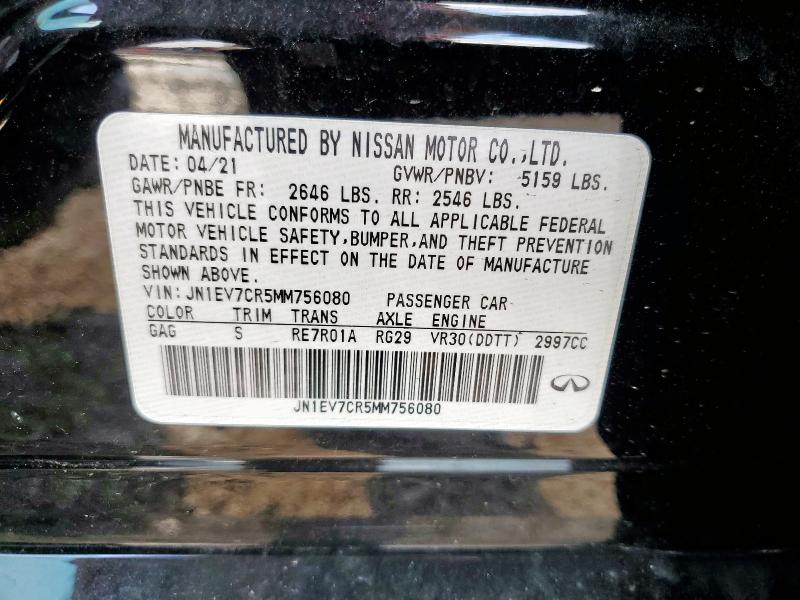 MANUFACTURED BY NISSAN MOTOR CO.,LTD.
DATE: 04/21 GVWR/PNBV: 5159 LBS.
GAWR/PNBE FR: 2646 LBS. RR: 2546 LBS.
THIS VEHICLE CONFORMS TO ALL APPLICABLE FEDERAL
MOTOR VEHICLE SAFETY,BUMPER,AND THEFT PREVENTION
STANDARDS IN EFFECT ON THE DATE OF MANUFACTURE
SHOWN ABOVE.
VIN:JN1EV7CR5MM756080 PASSENGER CAR
COLOR TRIM TRANS AXLE ENGINE
GAG S RE7R01A RG29 VR30(DDTT) 2997CC
JN1EV7CR5MM756080